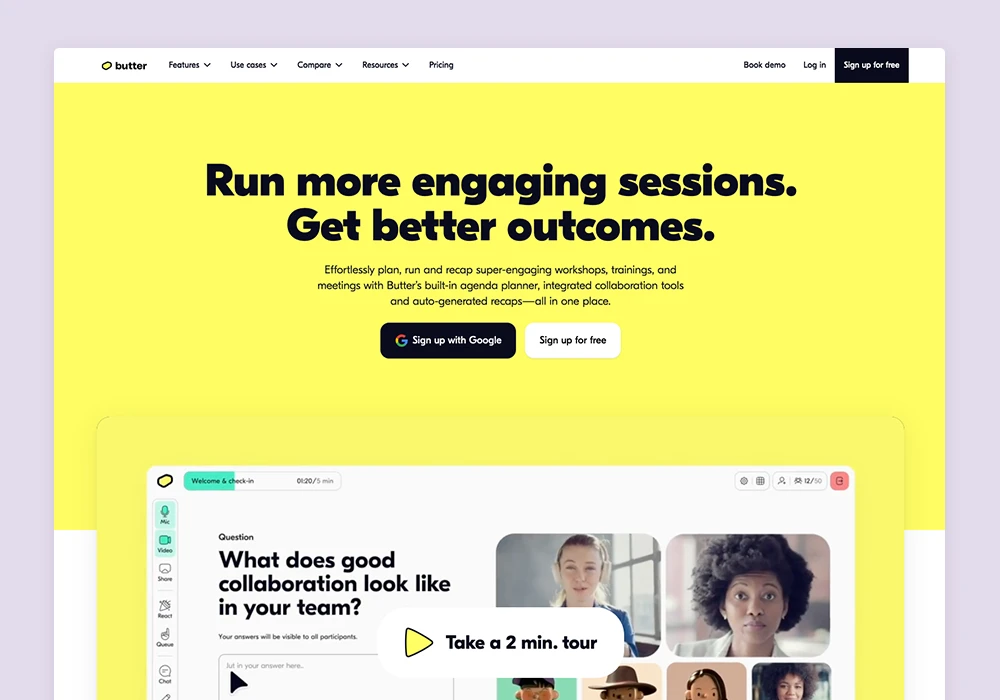 butter
Features
Use cases
Compare
Resources
Pricing
Book demo
Log in
Sign up for free
Run more engaging sessions.
Get better outcomes.
Effortlessly plan, run and recap super-engaging workshops, trainings, and
meetings with Butter's built-in agenda planner, integrated collaboration tools
and auto-generated recaps—all in one place.
Sign up with Google
Sign up for free
Welcome & check-in
01:20/5 min
12/50
Mic
Video
Share
React
Queue
Chat
Question
What does good
collaboration look like
in your team?
Your answers will be visible to all participants.
Jut in your answer here..
Take a 2 min. tour